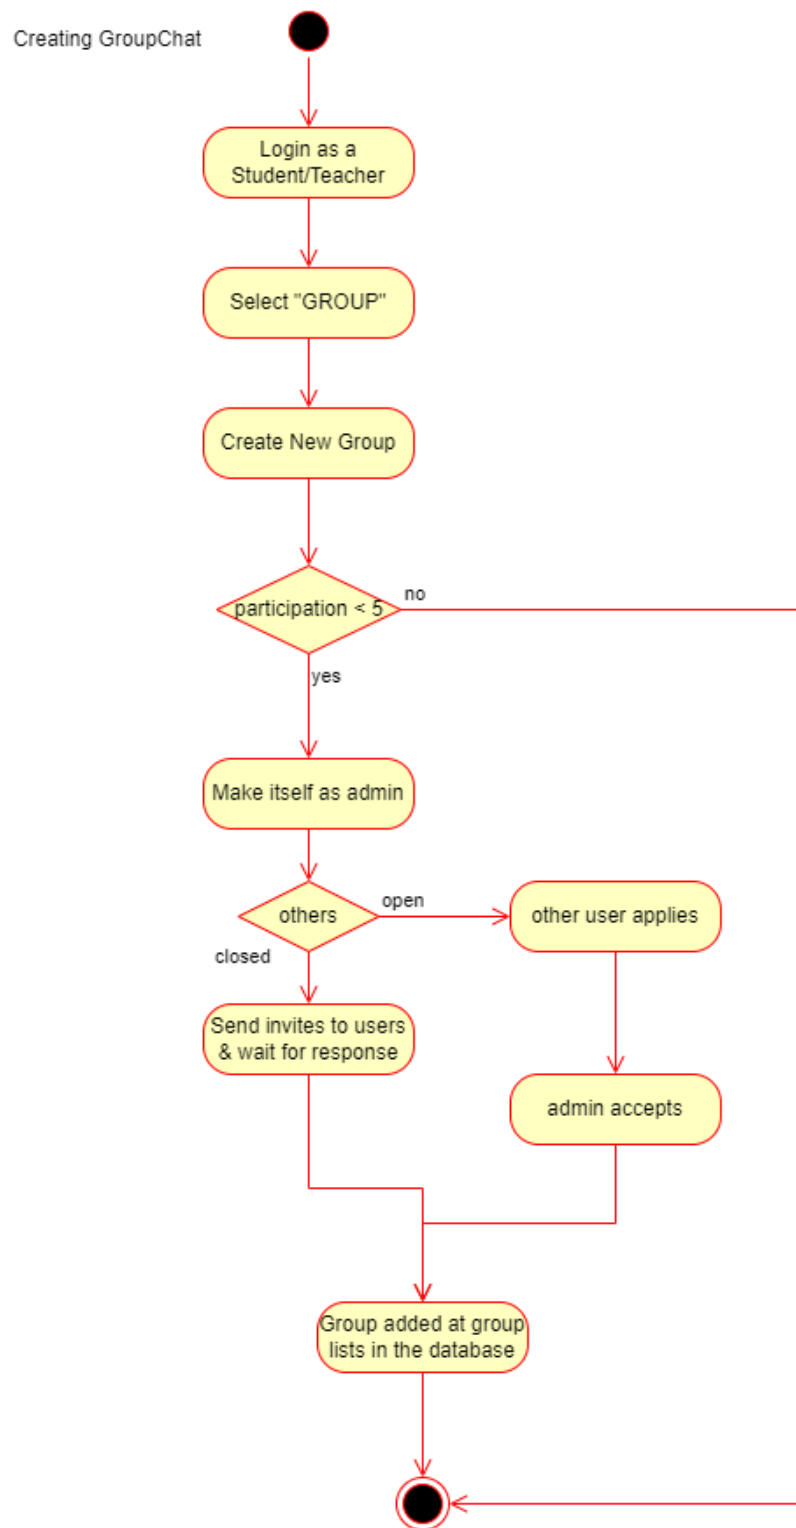 Creating GroupChat
Login as a
Student/Teacher
Select "GROUP"
Create New Group
participation < 5
no
yes
Make itself as admin
others
open
other user applies
closed
Send invites to users
& wait for response
admin accepts
Group added at group
lists in the database